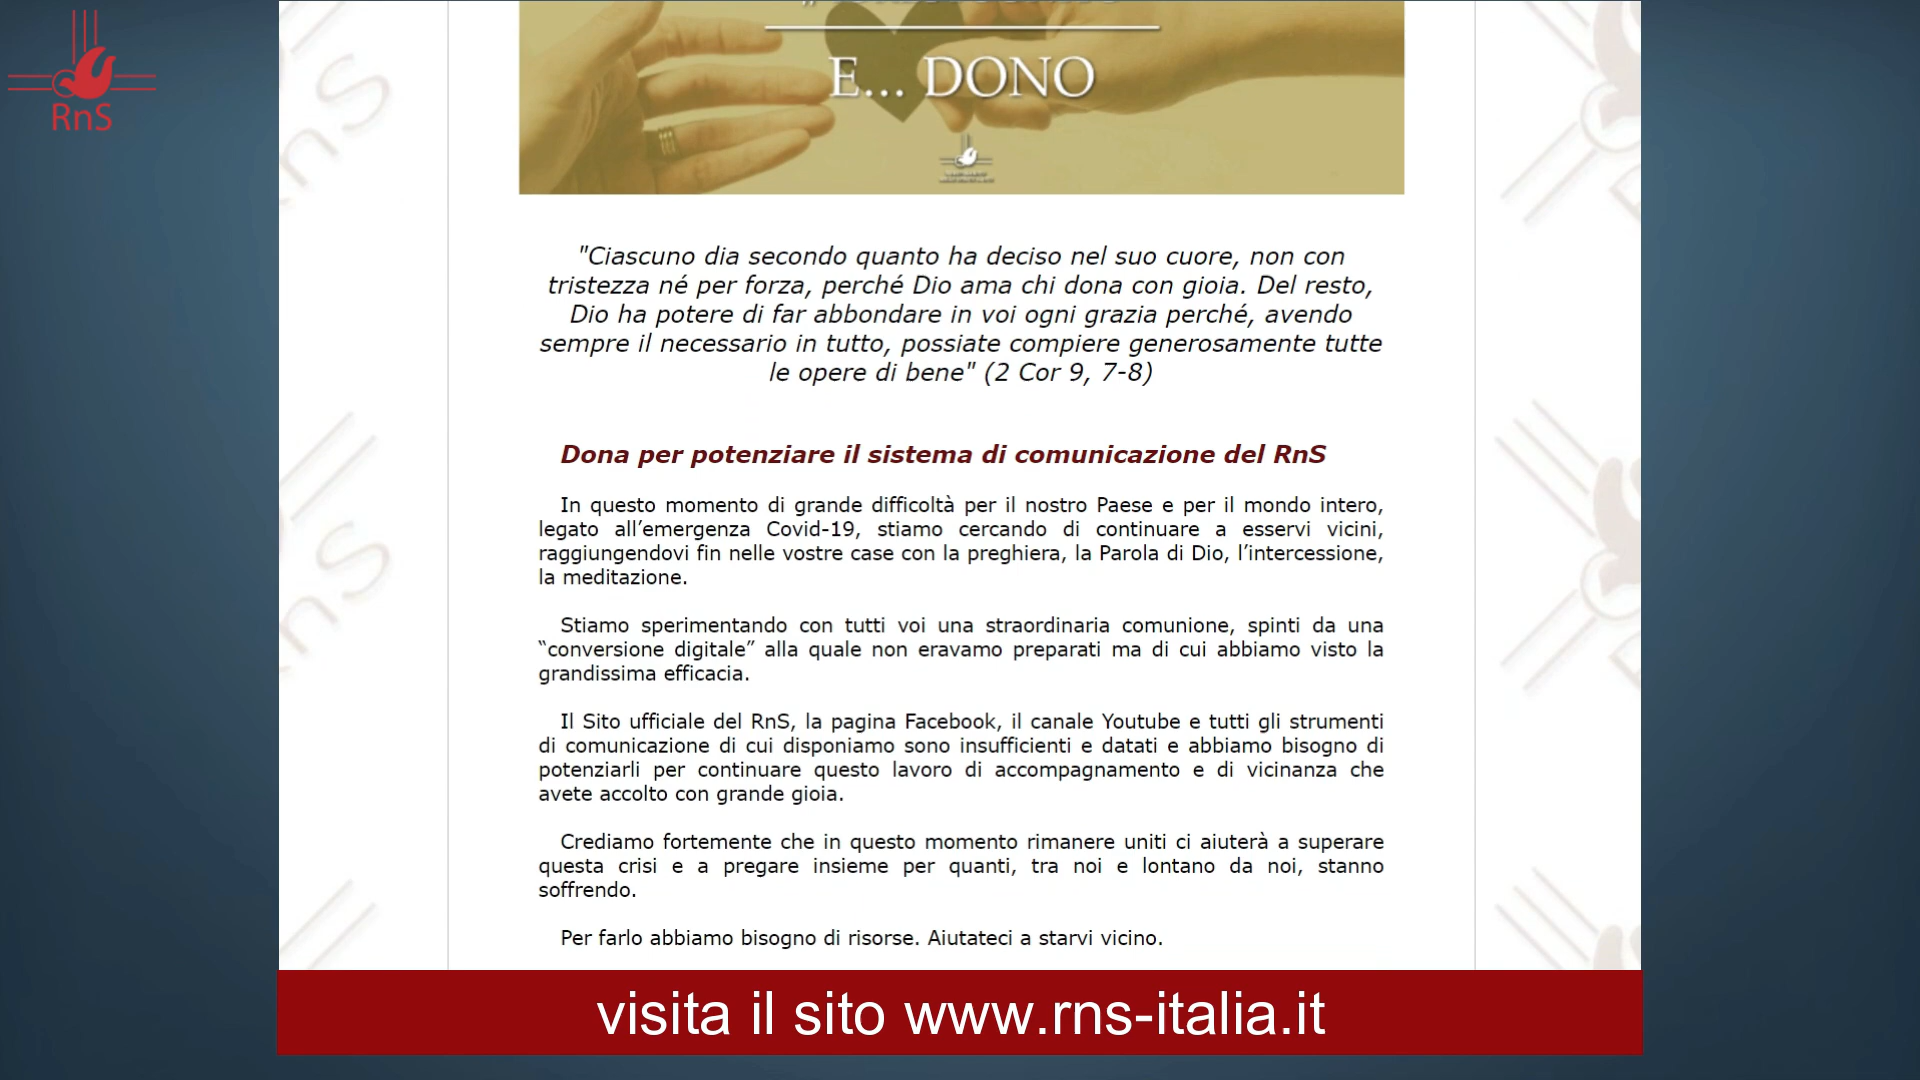 RnS
E... DONO
"Ciascuno dia secondo quanto ha deciso nel suo cuore, non con
tristezza né per forza, perché Dio ama chi dona con gioia. Del resto,
Dio ha potere di far abbondare in voi ogni grazia perché, avendo
sempre il necessario in tutto, possiate compiere generosamente tutte
le opere di bene" (2 Cor 9, 7-8)
Dona per potenziare il sistema di comunicazione del RnS
In questo momento di grande difficoltà per il nostro Paese e per il mondo intero,
legato all’emergenza Covid-19, stiamo cercando di continuare a esservi vicini,
raggiungendovi fin nelle vostre case con la preghiera, la Parola di Dio, l’intercessione,
la meditazione.
Stiamo sperimentando con tutti voi una straordinaria comunione, spinti da una
“conversione digitale” alla quale non eravamo preparati ma di cui abbiamo visto la
grandissima efficacia.
Il Sito ufficiale del RnS, la pagina Facebook, il canale Youtube e tutti gli strumenti
di comunicazione di cui disponiamo sono insufficienti e datati e abbiamo bisogno di
potenziarli per continuare questo lavoro di accompagnamento e di vicinanza che
avete accolto con grande gioia.
Crediamo fortemente che in questo momento rimanere uniti ci aiuterà a superare
questa crisi e a pregare insieme per quanti, tra noi e lontano da noi, stanno
soffrendo.
Per farlo abbiamo bisogno di risorse. Aiutateci a starvi vicino.
visita il sito www.rns-italia.it